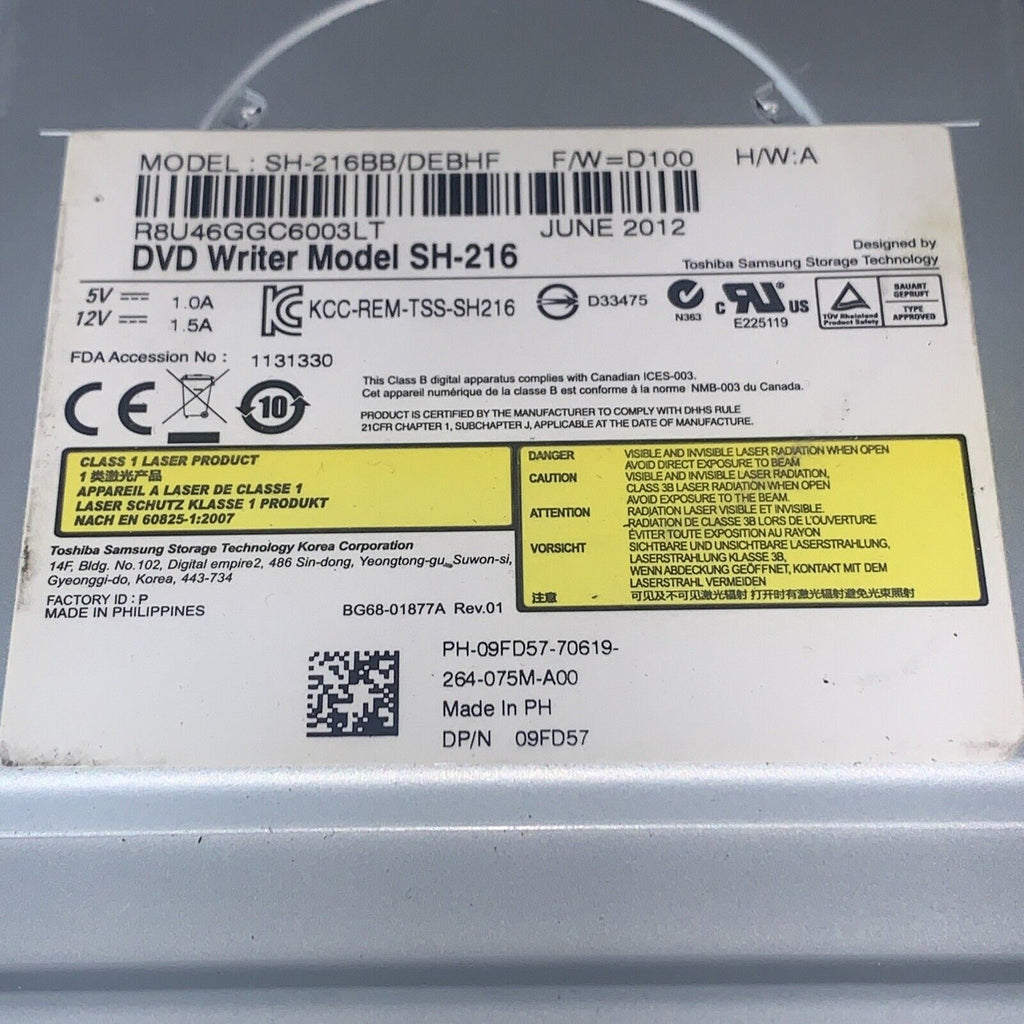 MODEL : SH-216BB/DEBHF F/W=D100 H/W:A
R8U46GGC6003LT JUNE 2012
DVD Writer Model SH-216
Designed by
Toshiba Samsung Storage Technology
5V 1.0A
12V 1.5A
KCC-REM-TSS-SH216
D33475
N363
c RU US
E225119
TÜV Rheinland
Product Safety
BAUART
GEPRUFT
TYPE
APPROVED
FDA Accession No : 1131330
CE
10
This Class B digital apparatus complies with Canadian ICES-003.
Cet appareil numérique de la classe B est conforme à la norme NMB-003 du Canada.
PRODUCT IS CERTIFIED BY THE MANUFACTURER TO COMPLY WITH DHHS RULE
21CFR CHAPTER 1, SUBCHAPTER J, APPLICABLE AT THE DATE OF MANUFACTURE.
CLASS 1 LASER PRODUCT
1 类激光产品
APPAREIL A LASER DE CLASSE 1
LASER SCHUTZ KLASSE 1 PRODUKT
NACH EN 60825-1:2007
DANGER VISIBLE AND INVISIBLE LASER RADIATION WHEN OPEN
AVOID DIRECT EXPOSURE TO BEAM
CAUTION VISIBLE AND INVISIBLE LASER RADIATION,
CLASS 3B LASER RADIATION WHEN OPEN
AVOID EXPOSURE TO THE BEAM.
ATTENTION RADIATION LASER VISIBLE ET INVISIBLE.
RADIATION DE CLASSE 3B LORS DE L'OUVERTURE
ÉVITER TOUTE EXPOSITION AU RAYON
VORSICHT SICHTBARE UND UNSICHTBARE LASERSTRAHLUNG,
LASERSTRAHLUNG KLASSE 3B,
WENN ABDECKUNG GEÖFFNET, KONTAKT MIT DEM
LASERSTRAHL VERMEIDEN
注意 可见及不可见激光辐射 打开时有激光辐射避免光束照射
Toshiba Samsung Storage Technology Korea Corporation
14F, Bldg. No.102, Digital empire2, 486 Sin-dong, Yeongtong-gu, Suwon-si,
Gyeonggi-do, Korea, 443-734
FACTORY ID : P
MADE IN PHILIPPINES BG68-01877A Rev.01
PH-09FD57-70619-
264-075M-A00
Made In PH
DP/N 09FD57